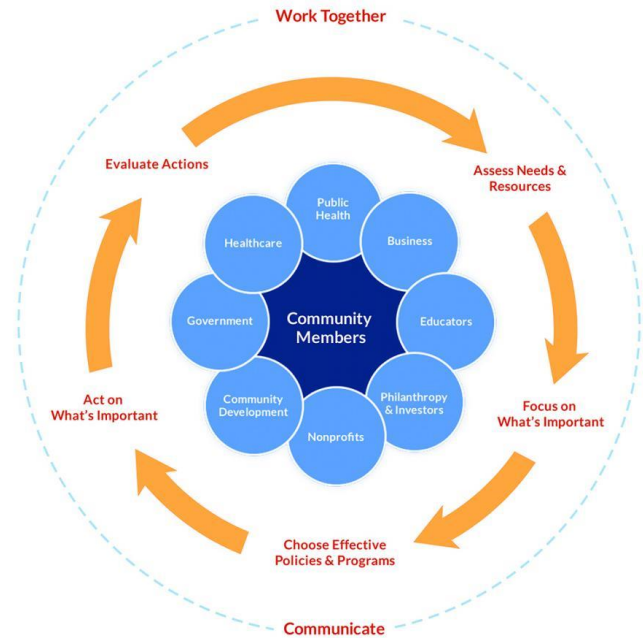 Work Together
Evaluate Actions
Assess Needs &
Resources
Public
Health
Healthcare
Business
Government
Community
Members
Educators
Community
Development
Philanthropy
& Investors
Nonprofits
Act on
What's Important
Focus on
What's Important
Choose Effective
Policies & Programs
Communicate